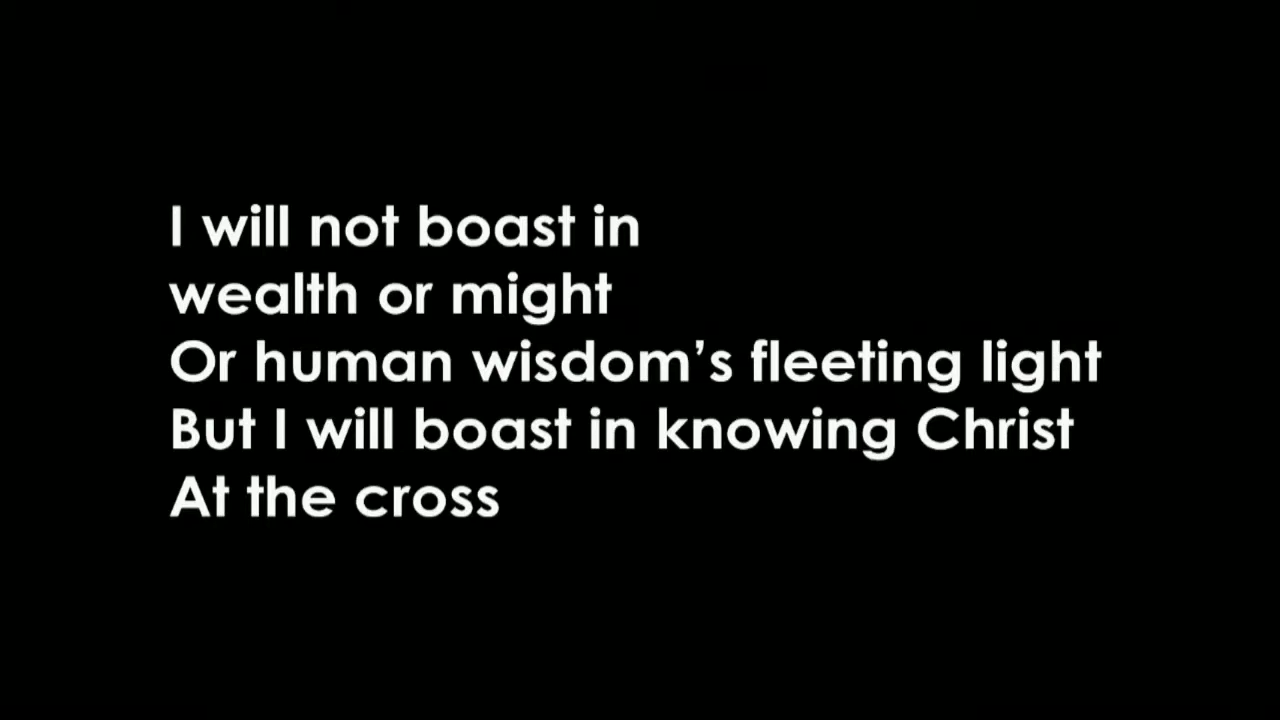 I will not boast in
wealth or might
Or human wisdom’s fleeting light
But I will boast in knowing Christ
At the cross